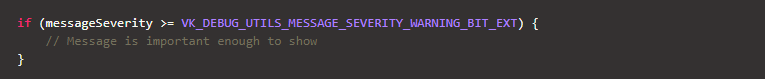 if (messageSeverity >= VK_DEBUG_UTILS_MESSAGE_SEVERITY_WARNING_BIT_EXT) {
    // Message is important enough to show
}